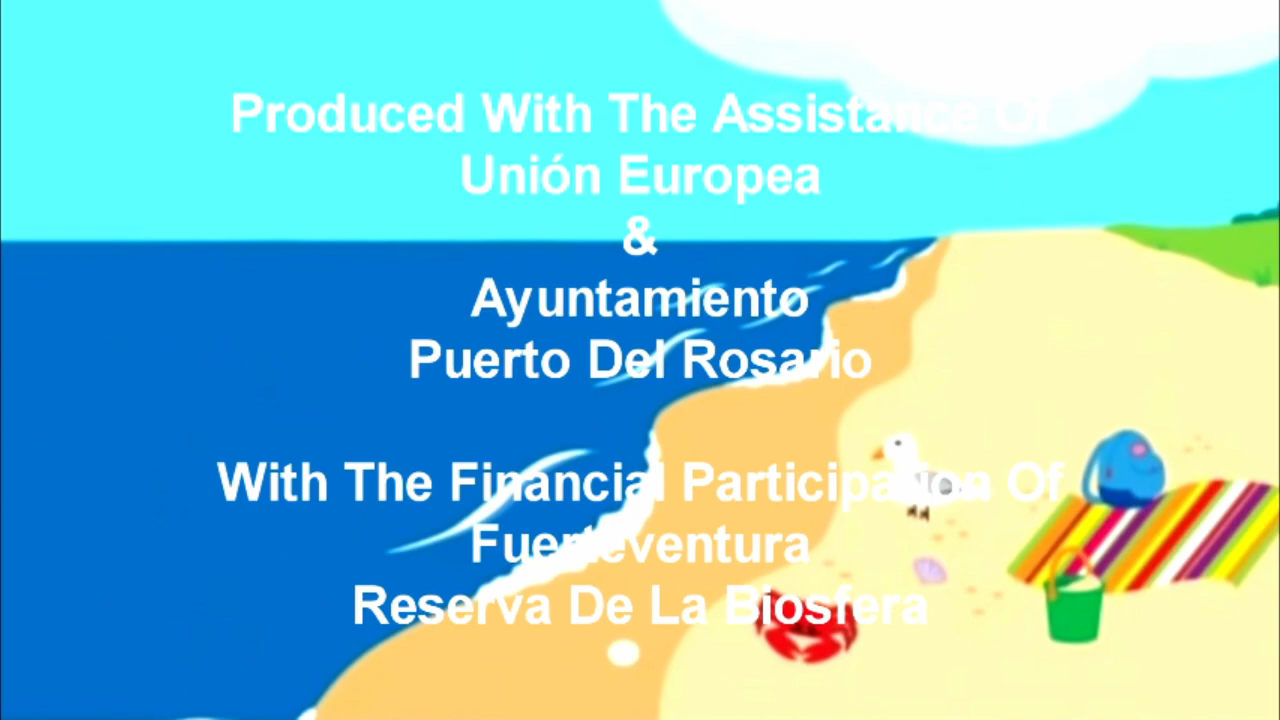 Produced With The Assistance Of
Unión Europea
&
Ayuntamiento
Puerto Del Rosario
With The Financial Participation Of
Fuerteventura
Reserva De La Biosfera